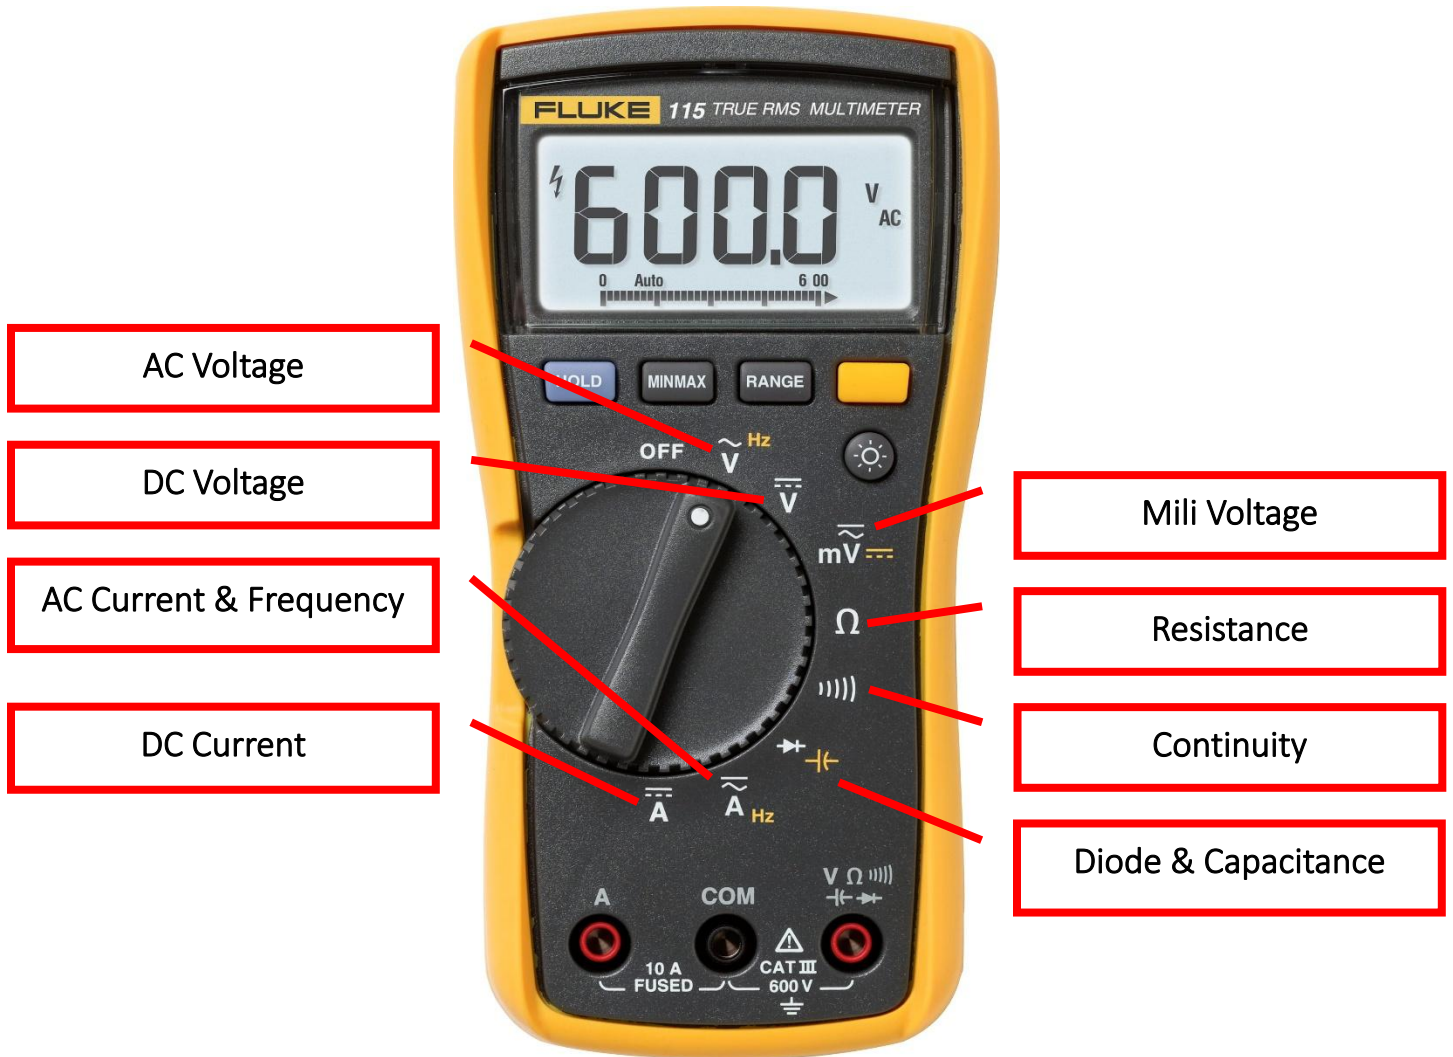 FLUKE 115 TRUE RMS MULTIMETER
600.0 V AC
0 Auto 6 00
HOLD MINMAX RANGE
AC Voltage
DC Voltage
AC Current & Frequency
DC Current
OFF
Ṽ Hz
V
mV
Ω
A
A Hz
Mili Voltage
Resistance
Continuity
Diode & Capacitance
A COM V Ω
10 A
FUSED
CAT III
600 V